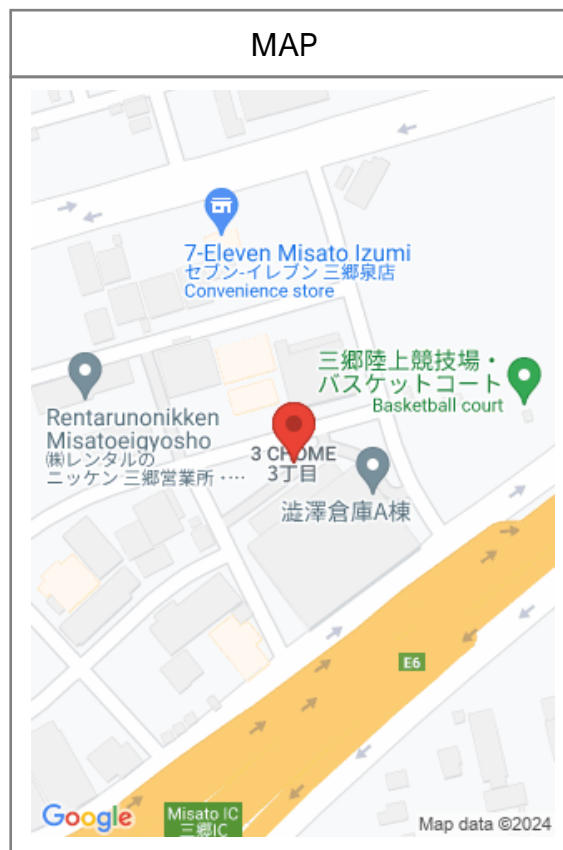 MAP
7-Eleven Misato Izumi
セブン-イレブン 三郷泉店
Convenience store
三郷陸上競技場・
バスケットコート
Basketball court
Rentarunonikken
Misatoeigyosho
㈱レンタルの
ニッケン 三郷営業所・…
3 CHOME
3丁目
澁澤倉庫A棟
E6
Misato IC
三郷IC
Google
Map data ©2024